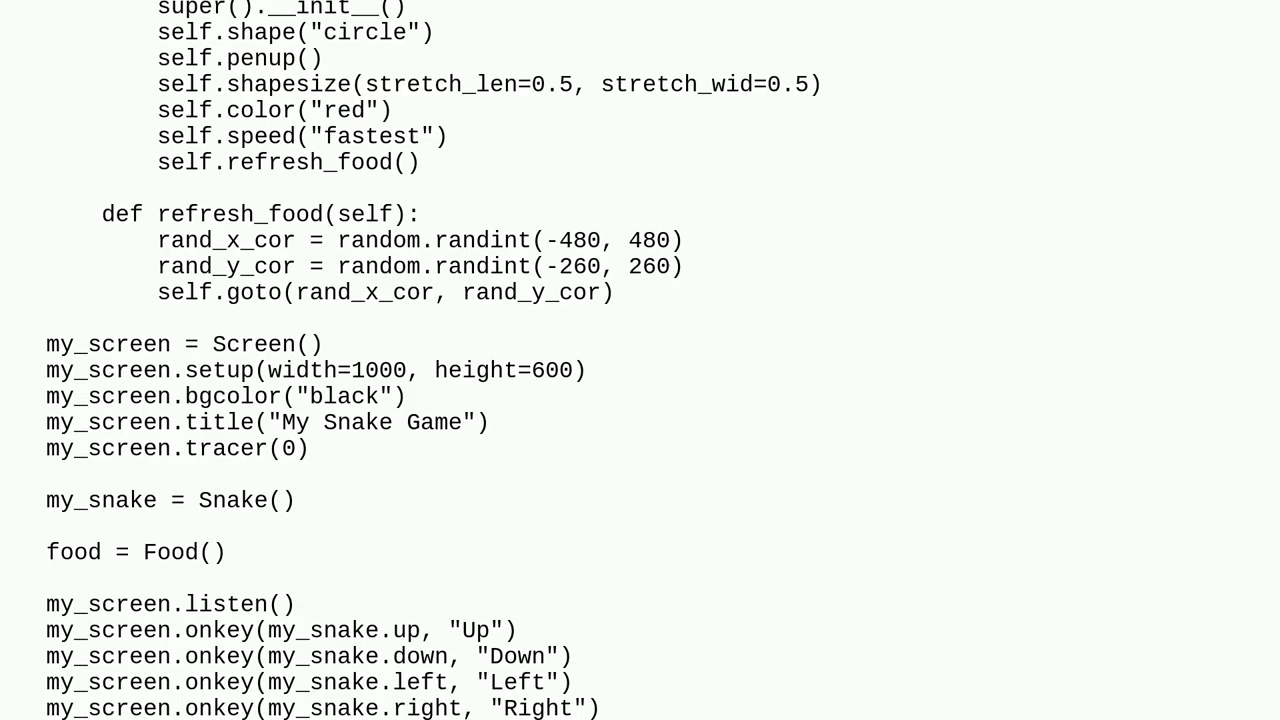 super().__init__()
self.shape("circle")
self.penup()
self.shapesize(stretch_len=0.5, stretch_wid=0.5)
self.color("red")
self.speed("fastest")
self.refresh_food()
def refresh_food(self):
rand_x_cor = random.randint(-480, 480)
rand_y_cor = random.randint(-260, 260)
self.goto(rand_x_cor, rand_y_cor)
my_screen = Screen()
my_screen.setup(width=1000, height=600)
my_screen.bgcolor("black")
my_screen.title("My Snake Game")
my_screen.tracer(0)
my_snake = Snake()
food = Food()
my_screen.listen()
my_screen.onkey(my_snake.up, "Up")
my_screen.onkey(my_snake.down, "Down")
my_screen.onkey(my_snake.left, "Left")
my_screen.onkey(my_snake.right, "Right")